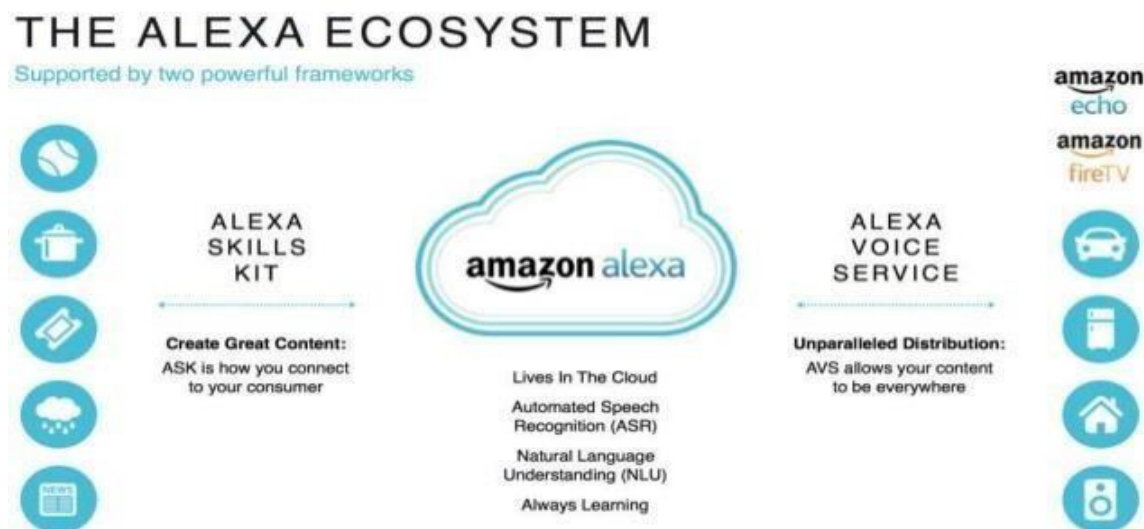 THE ALEXA ECOSYSTEM
Supported by two powerful frameworks
ALEXA
SKILLS
KIT
Create Great Content:
ASK is how you connect
to your consumer
amazon alexa
Lives In The Cloud
Automated Speech
Recognition (ASR)
Natural Language
Understanding (NLU)
Always Learning
ALEXA
VOICE
SERVICE
Unparalleled Distribution:
AVS allows your content
to be everywhere
amazon
echo
amazon
fireTV
NEWS